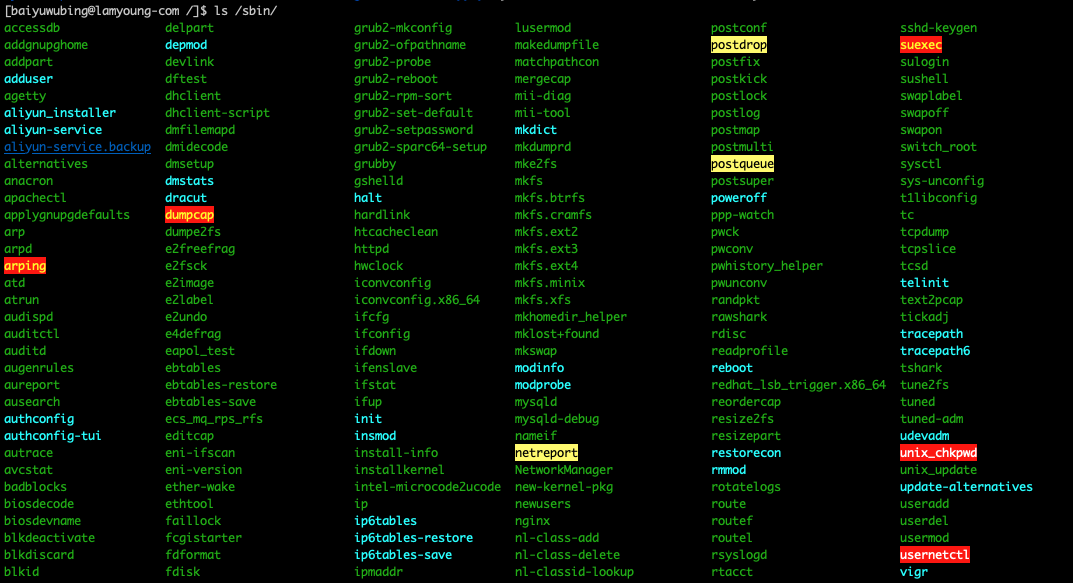 [baiyuwubing@lamyoung-com /]$ ls /sbin/
accessdb delpart grub2-mkconfig lusermod postconf sshd-keygen
addgnupghome depmod grub2-ofpathname makedumpfile postdrop suexec
addpart devlink grub2-probe matchpathcon postfix sulogin
adduser dftest grub2-reboot mergecap postkick sushell
agetty dhclient grub2-rpm-sort mii-diag postlock swaplabel
aliyun_installer dhclient-script grub2-set-default mii-tool postlog swapoff
aliyun-service dmfilemapd grub2-setpassword mkdict postmap swapon
aliyun-service.backup dmidecode grub2-sparc64-setup mkdumprd postmulti switch_root
alternatives dmsetup grubby mke2fs postqueue sysctl
anacron dmstats gshelld mkfs postsuper sys-unconfig
apachectl dracut halt mkfs.btrfs poweroff t1libconfig
applygnupgdefaults dumpcap hardlink mkfs.cramfs ppp-watch tc
arp dumpe2fs htcacheclean mkfs.ext2 pwck tcpdump
arpd e2freefrag httpd mkfs.ext3 pwconv tcpslice
arping e2fsck hwclock mkfs.ext4 pwhistory_helper tcsd
atd e2image iconvconfig mkfs.minix pwunconv telinit
atrun e2label iconvconfig.x86_64 mkfs.xfs randpkt text2pcap
audispd e2undo ifcfg mkhomedir_helper rawshark tickadj
auditctl e4defrag ifconfig mklost+found rdisc tracepath
auditd eapol_test ifdown mkswap readprofile tracepath6
augenrules ebtables ifenslave modinfo reboot tshark
aureport ebtables-restore ifstat modprobe redhat_lsb_trigger.x86_64 tune2fs
ausearch ebtables-save ifup mysqld reordercap tuned
authconfig ecs_mq_rps_rfs init mysqld-debug resize2fs tuned-adm
authconfig-tui editcap insmod nameif resizepart udevadm
autrace eni-ifscan install-info netreport restorecon unix_chkpwd
avcstat eni-version installkernel NetworkManager rmmod unix_update
badblocks ether-wake intel-microcode2ucode new-kernel-pkg rotatelogs update-alternatives
biosdecode ethtool ip newusers route useradd
biosdevname faillock ip6tables nginx routef userdel
blkdeactivate fcgistarter ip6tables-restore nl-class-add routel usermod
blkdiscard fdformat ip6tables-save nl-class-delete rsyslogd usernetctl
blkid fdisk ipmaddr nl-classid-lookup rtacct vigr